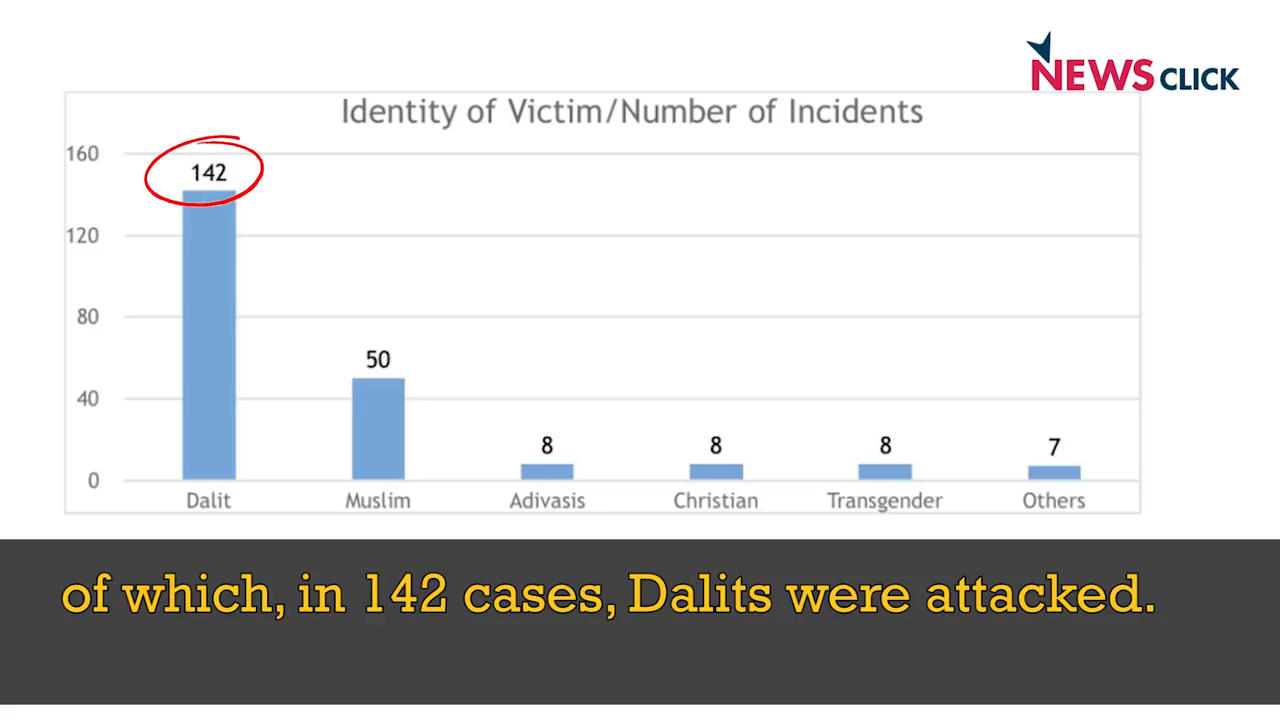 NEWS CLICK
Identity of Victim/Number of Incidents
160
142
120
80
50
40
8
8
8
7
0
Dalit
Muslim
Adivasis
Christian
Transgender
Others
of which, in 142 cases, Dalits were attacked.